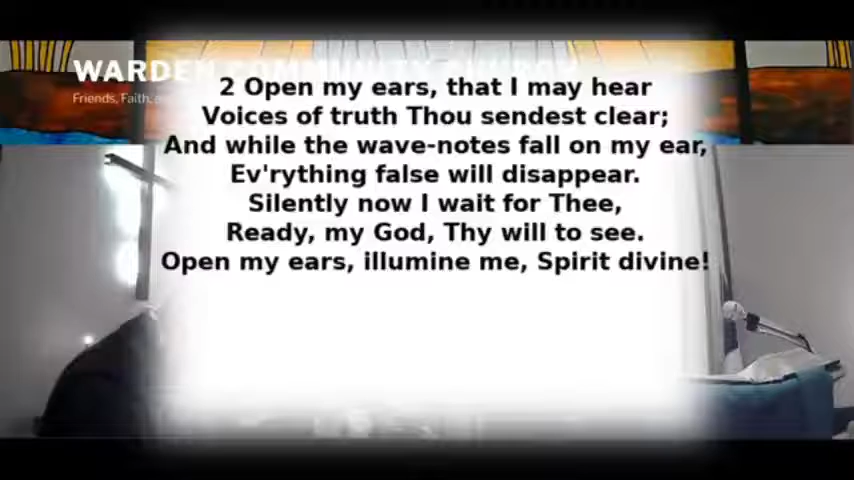 WARDEN COMMUNITY CHURCH
Friends, Faith,
2 Open my ears, that I may hear
Voices of truth Thou sendest clear;
And while the wave-notes fall on my ear,
Ev'rything false will disappear.
Silently now I wait for Thee,
Ready, my God, Thy will to see.
Open my ears, illumine me, Spirit divine!